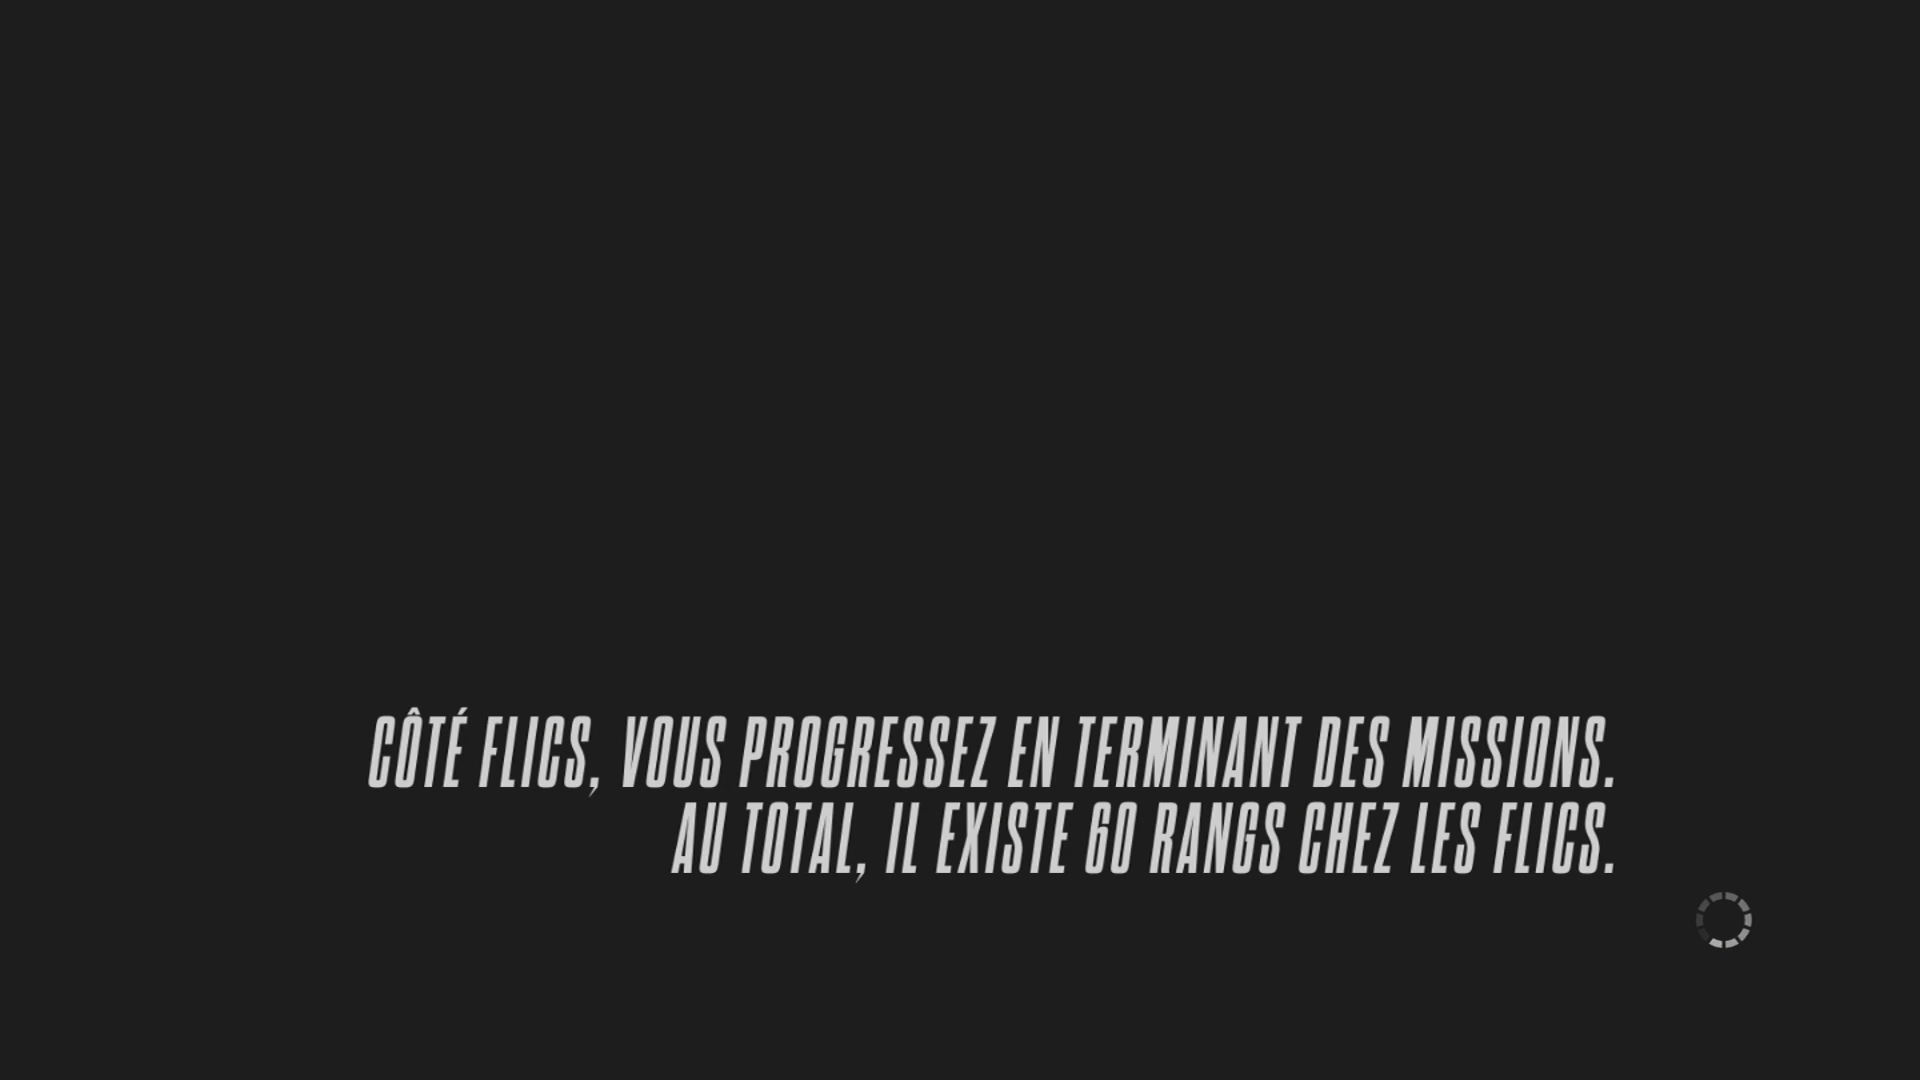 CÔTÉ FLICS, VOUS PROGRESSEZ EN TERMINANT DES MISSIONS.
AU TOTAL, IL EXISTE 60 RANGS CHEZ LES FLICS.